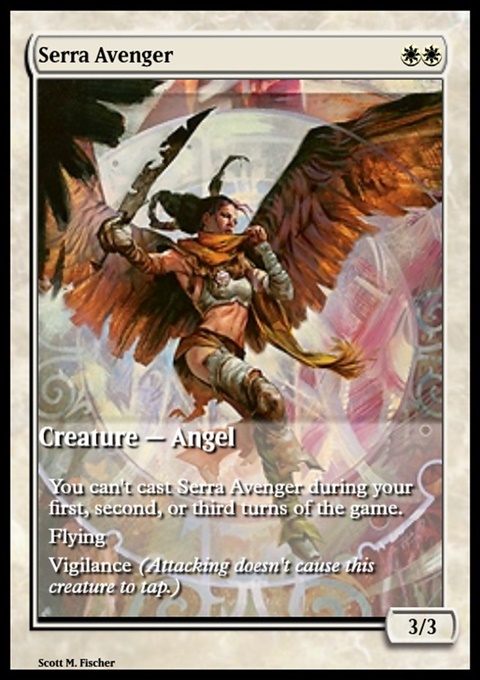 Serra Avenger
Creature — Angel
You can't cast Serra Avenger during your
first, second, or third turns of the game.
Flying
Vigilance (Attacking doesn't cause this
creature to tap.)
3/3
Scott M. Fischer